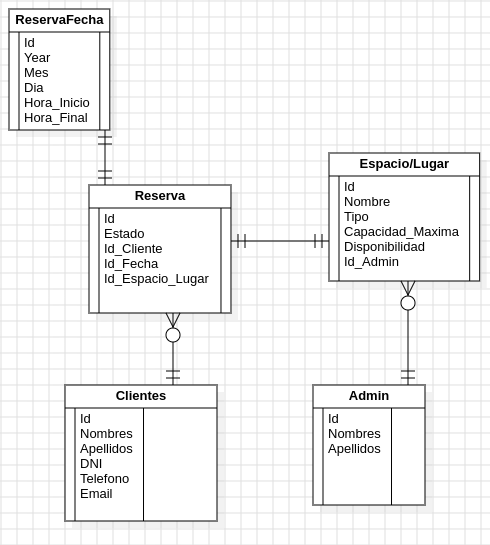 ReservaFecha
Id
Year
Mes
Dia
Hora_Inicio
Hora_Final
Espacio/Lugar
Id
Nombre
Tipo
Capacidad_Maxima
Disponibilidad
Id_Admin
Reserva
Id
Estado
Id_Cliente
Id_Fecha
Id_Espacio_Lugar
Clientes
Id
Nombres
Apellidos
DNI
Telefono
Email
Admin
Id
Nombres
Apellidos